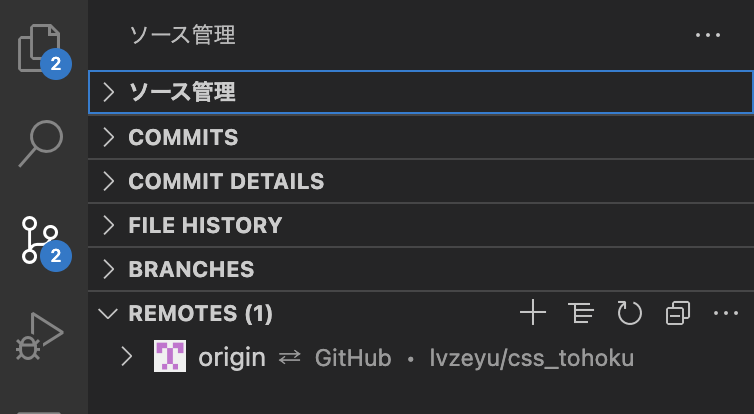 ソース管理
2
ソース管理
COMMITS
COMMIT DETAILS
FILE HISTORY
2
BRANCHES
REMOTES (1)
origin ⇄ GitHub • lvzeyu/css_tohoku